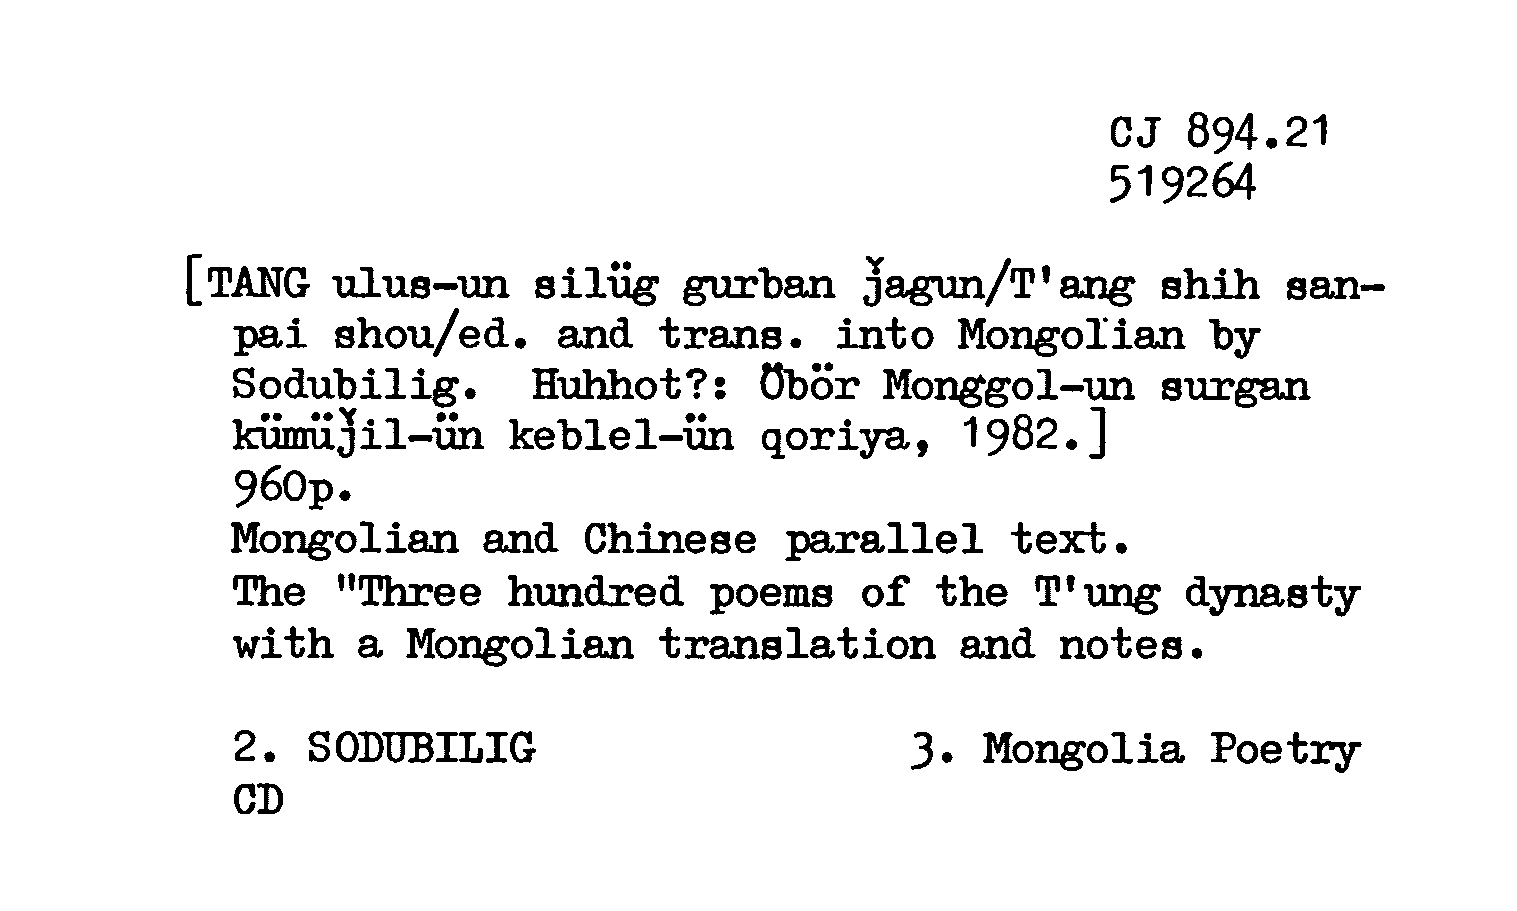 CJ 894.21
519264
[TANG ulus-un silüg gurban ǰagun/T'ang shih san-
pai shou/ed. and trans. into Mongolian by
Sodubilig. Huhhot?: Öbör Monggol-un surgan
kümüǰil-ün keblel-ün qoriya, 1982.]
960p.
Mongolian and Chinese parallel text.
The "Three hundred poems of the T'ung dynasty
with a Mongolian translation and notes.
2. SODUBILIG 3. Mongolia Poetry
CD